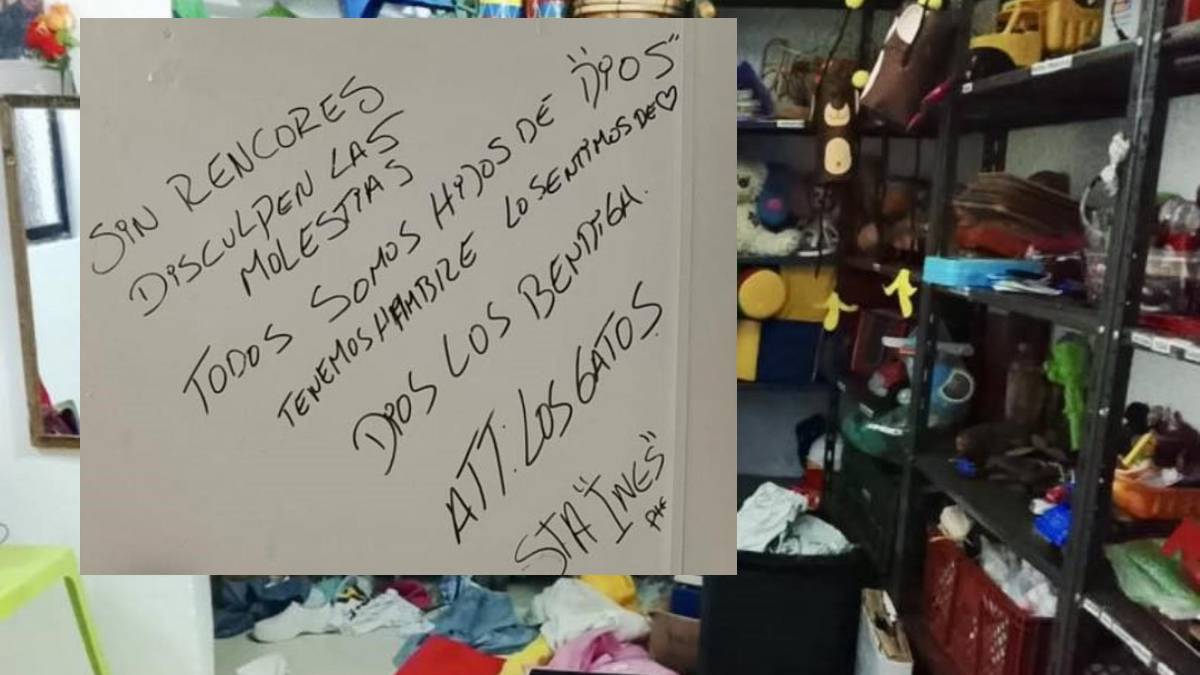 SIN RENCORES
DISCULPEN LAS
MOLESTIAS
TODOS SOMOS HIJOS DE "DIOS"
TENEMOS HAMBRE LO SENTIMOS DE ♡
DIOS LOS BENDIGA.
ATT: LOS GATOS.
STA "INES"